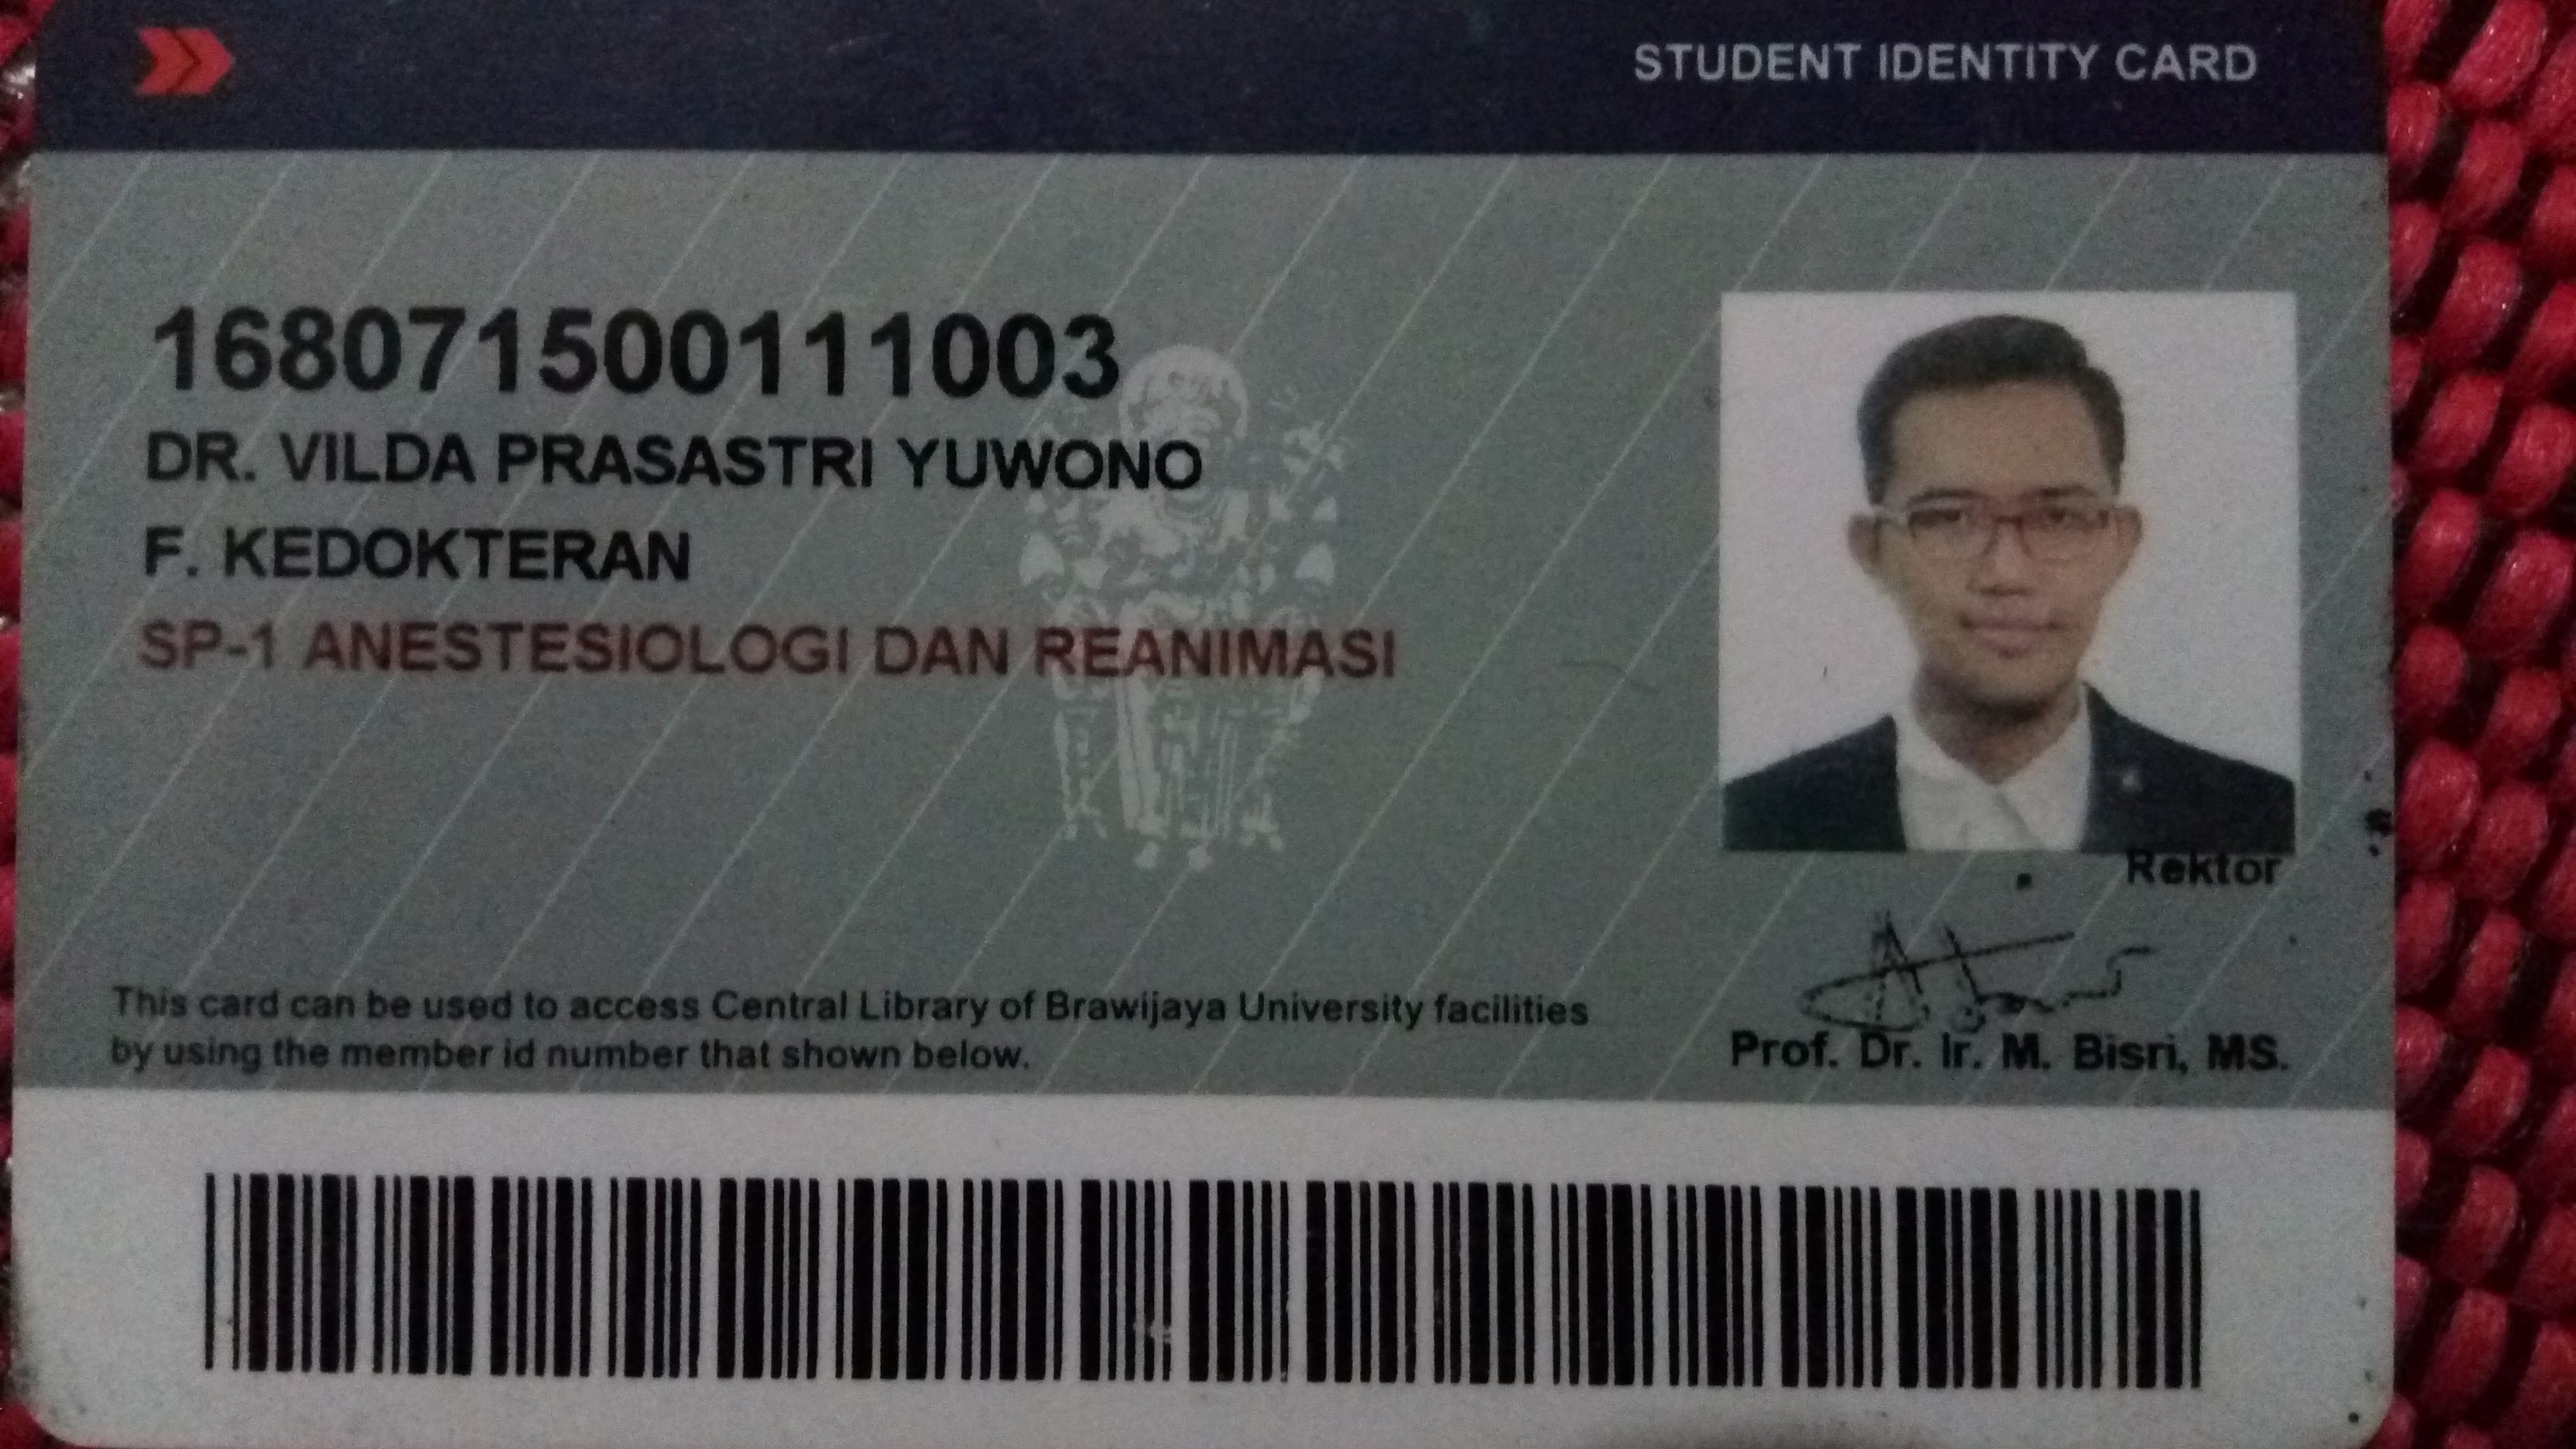 STUDENT IDENTITY CARD
168071500111003
DR. VILDA PRASASTRI YUWONO
F. KEDOKTERAN
SP-1 ANESTESIOLOGI DAN REANIMASI
Rektor
This card can be used to access Central Library of Brawijaya University facilities
by using the member id number that shown below.
Prof. Dr. Ir. M. Bisri, MS.